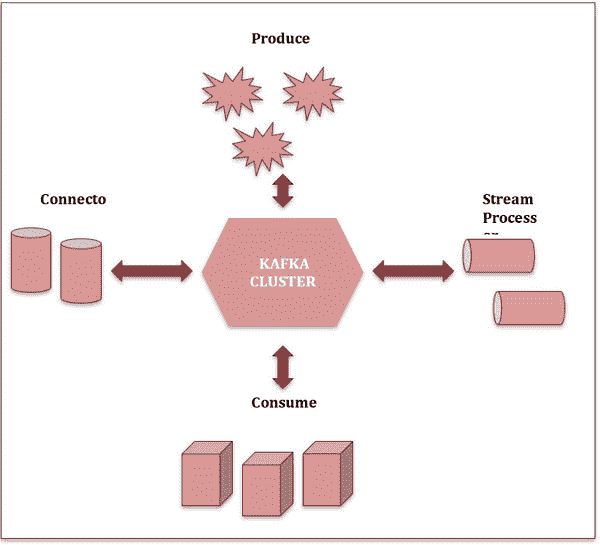 Produce
Connecto
Stream
Process
KAFKA
CLUSTER
Consume